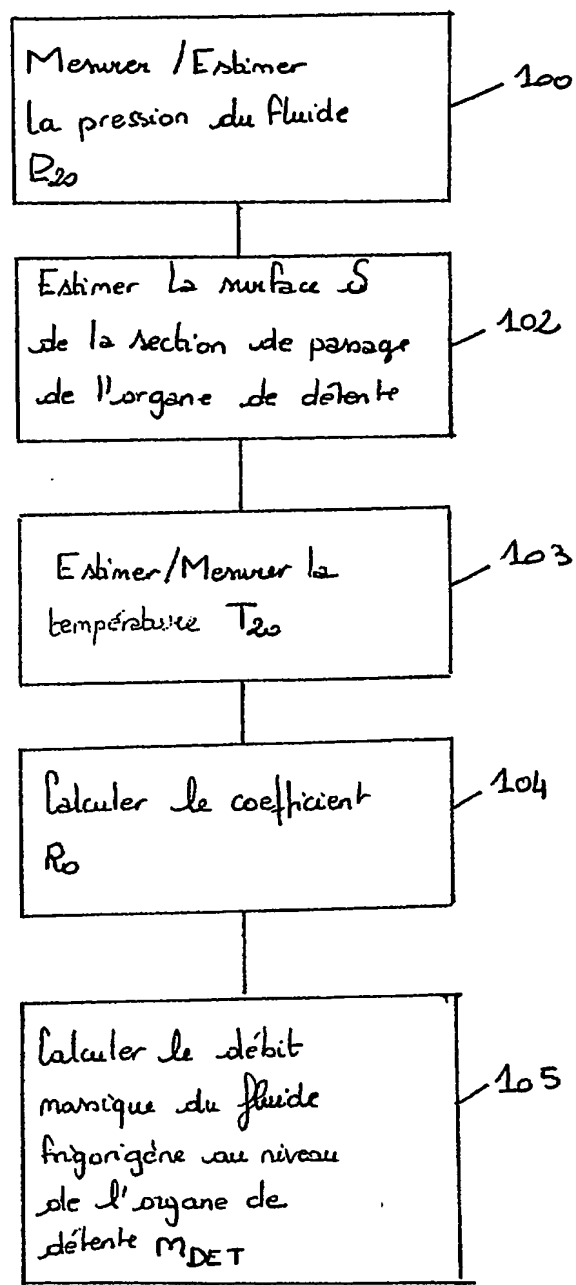 Mesurer / Estimer
la pression du fluide
P20
100
Estimer la surface S
de la section de passage
de l'organe de détente
102
Estimer/Mesurer la
température T20
103
Calculer le coefficient
Ro
104
Calculer le débit
massique du fluide
frigorigène au niveau
de l'organe de
détente MDET
105